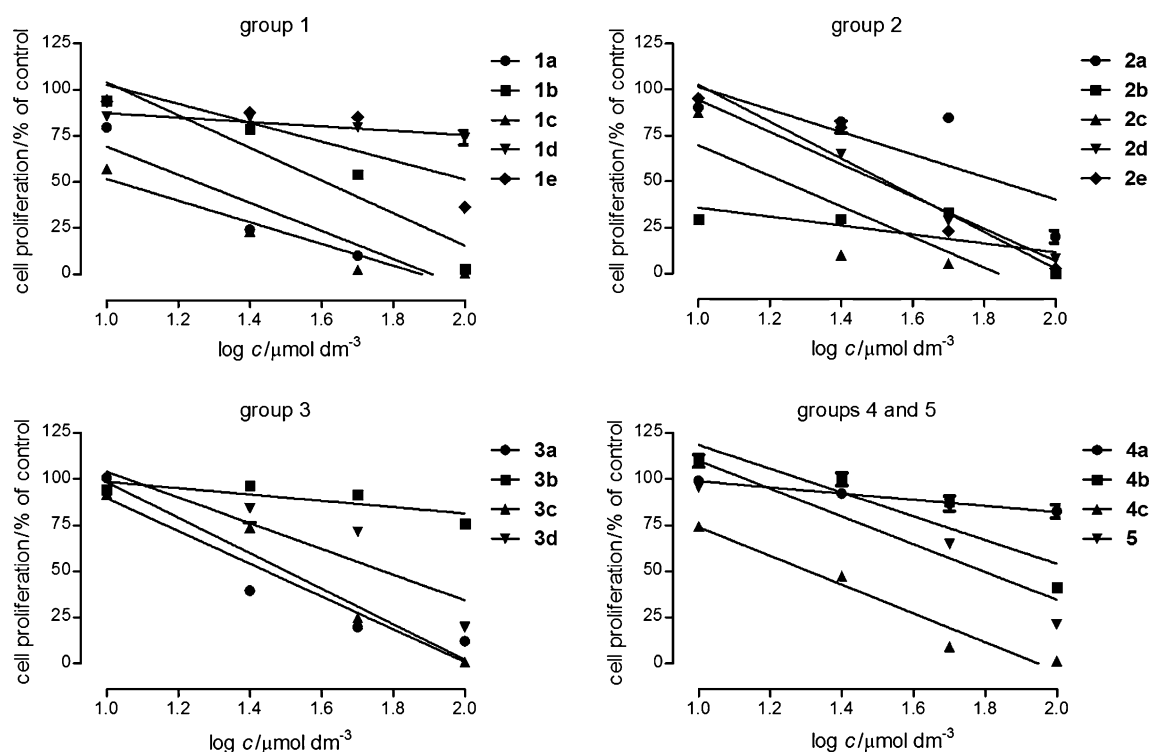 group 1
cell proliferation/% of control
125
100
75
50
25
0
1.0 1.2 1.4 1.6 1.8 2.0
log c/μmol dm-3
1a
1b
1c
1d
1e
group 2
cell proliferation/% of control
125
100
75
50
25
0
1.0 1.2 1.4 1.6 1.8 2.0
log c/μmol dm-3
2a
2b
2c
2d
2e
group 3
cell proliferation/% of control
125
100
75
50
25
0
1.0 1.2 1.4 1.6 1.8 2.0
log c/μmol dm-3
3a
3b
3c
3d
groups 4 and 5
cell proliferation/% of control
125
100
75
50
25
0
1.0 1.2 1.4 1.6 1.8 2.0
log c/μmol dm-3
4a
4b
4c
5